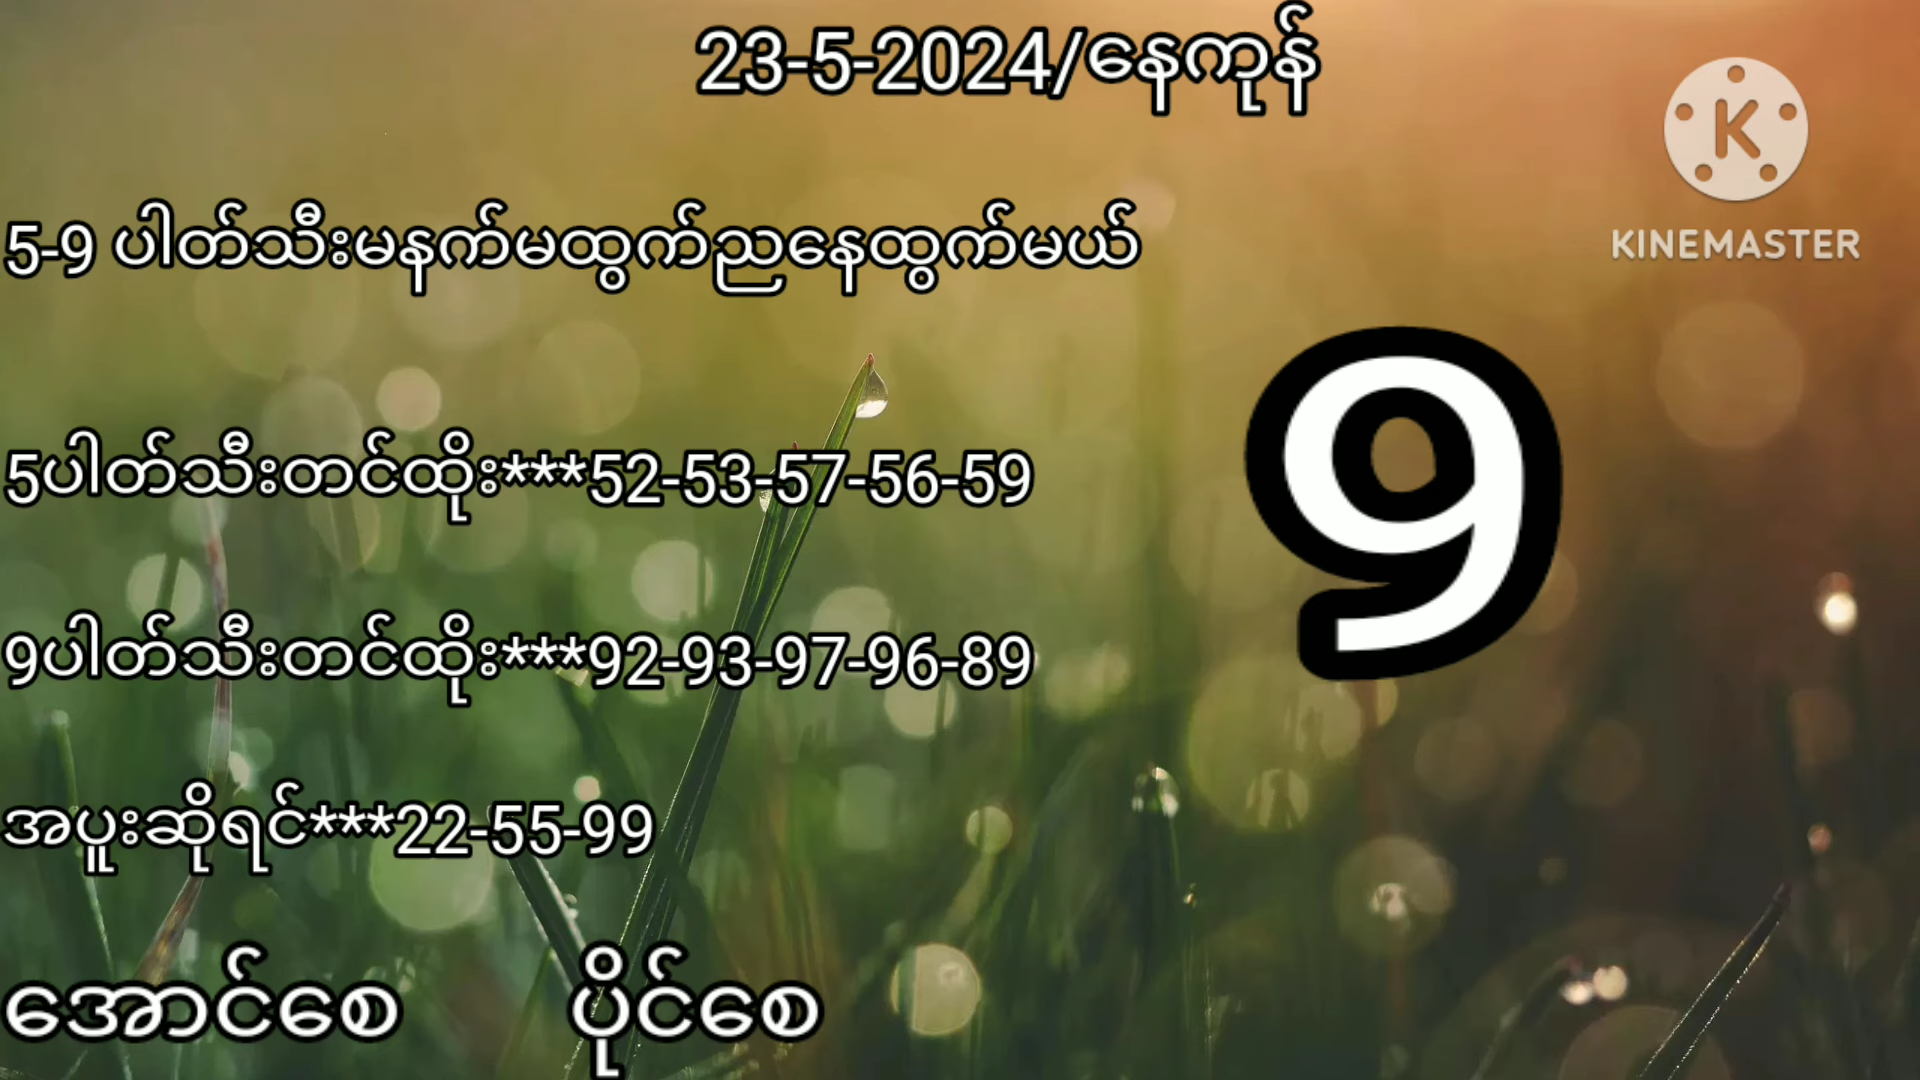 23-5-2024/နေကုန်
K
KINEMASTER
5-9 ပါတ်သီးမနက်မထွက်ညနေထွက်မယ်
9
5ပါတ်သီးတင်ထိုး***52-53-57-56-59
9ပါတ်သီးတင်ထိုး***92-93-97-96-89
အပူးဆိုရင်***22-55-99
အောင်စေ ပိုင်စေ